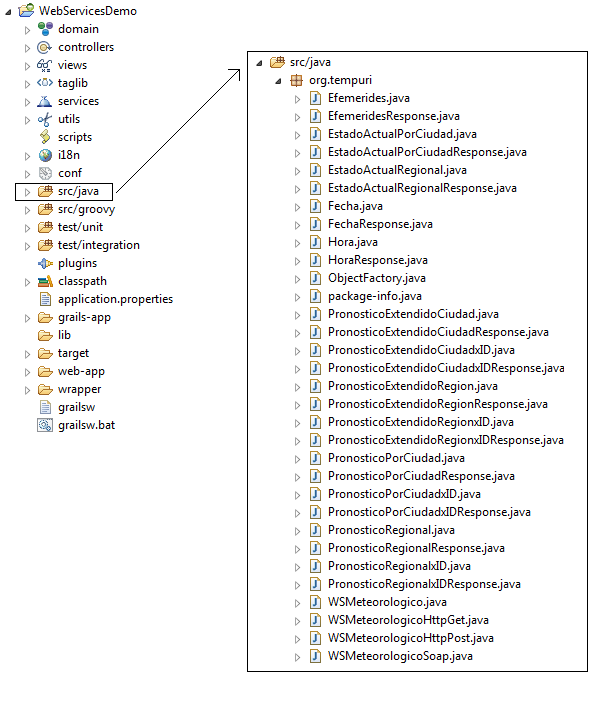 WebServicesDemo
domain
controllers
views
taglib
services
utils
scripts
i18n
conf
src/java
src/groovy
test/unit
test/integration
plugins
classpath
application.properties
grails-app
lib
target
web-app
wrapper
grailsw
grailsw.bat
src/java
org.tempuri
Efemerides.java
EfemeridesResponse.java
EstadoActualPorCiudad.java
EstadoActualPorCiudadResponse.java
EstadoActualRegional.java
EstadoActualRegionalResponse.java
Fecha.java
FechaResponse.java
Hora.java
HoraResponse.java
ObjectFactory.java
package-info.java
PronosticoExtendidoCiudad.java
PronosticoExtendidoCiudadResponse.java
PronosticoExtendidoCiudadxID.java
PronosticoExtendidoCiudadxIDResponse.java
PronosticoExtendidoRegion.java
PronosticoExtendidoRegionResponse.java
PronosticoExtendidoRegionxID.java
PronosticoExtendidoRegionxIDResponse.java
PronosticoPorCiudad.java
PronosticoPorCiudadResponse.java
PronosticoPorCiudadxID.java
PronosticoPorCiudadxIDResponse.java
PronosticoRegional.java
PronosticoRegionalResponse.java
PronosticoRegionalxID.java
PronosticoRegionalxIDResponse.java
WSMeteorologico.java
WSMeteorologicoHttpGet.java
WSMeteorologicoHttpPost.java
WSMeteorologicoSoap.java